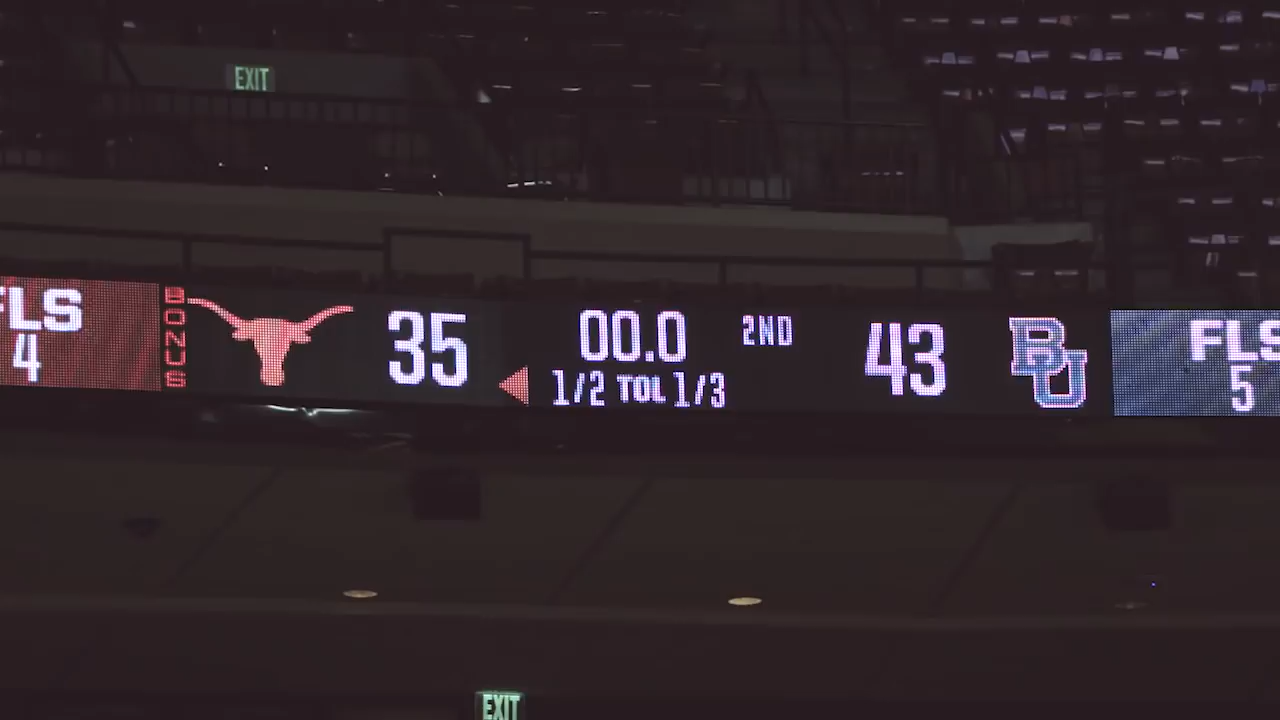 EXIT
FLS
4
BONUS
35
00.0
2ND
1/2 TOL 1/3
43
BU
FLS
5
EXIT